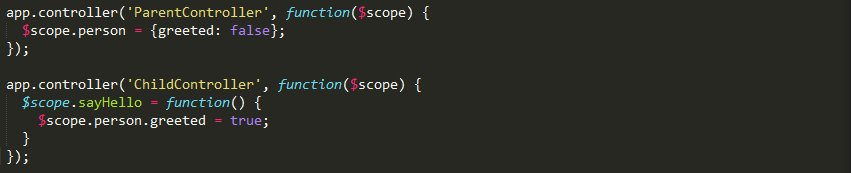 app.controller('ParentController', function($scope) {
  $scope.person = {greeted: false};
});

app.controller('ChildController', function($scope) {
  $scope.sayHello = function() {
    $scope.person.greeted = true;
  }
});